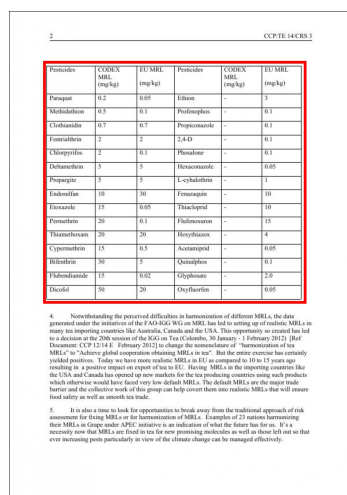 2 CCP:TE 14/CRS 3
Pesticides CODEX MRL (mg/kg) EU MRL (mg/kg) Pesticides CODEX MRL (mg/kg) EU MRL (mg/kg)
Paraquat 0.2 0.05 Ethion - 3
Methidathion 0.5 0.1 Profenophos - 0.1
Clothianidin 0.7 0.7 Propiconazole - 0.1
Fentrialthrin 2 2 2,4-D - 0.1
Chlorpyrifos 2 0.1 Phosalone - 0.1
Deltamethrin 5 5 Hexaconazole - 0.05
Propargite 5 5 L-cyhalothrin - 1
Endosulfan 10 30 Fenazaquin - 10
Etoxazole 15 0.05 Thiacloprid - 10
Permethrin 20 0.1 Flufenoxuron - 15
Thiamethoxam 20 20 Hexythiazox - 4
Cypermethrin 15 0.5 Acetamiprid - 0.05
Bifenthrin 30 5 Quinalphos - 0.1
Flubendiamide 15 0.02 Glyphosate - 2.0
Dicofol 50 20 Oxyfluorfen - 0.05
4. Notwithstanding the perceived difficulties in harmonization of different MRLs, the data
generated under the initiatives of the FAO-IGG WG on MRL has led to setting up of realistic MRLs in
many tea importing countries like Australia, Canada and the USA. This opportunity so created has led
to a decision at the 20th session of the IGG on Tea (Colombo, 30 January - 1 February 2012) [Ref
Document: CCP 12/14 E February 2012] to change the nomenclature of "harmonization of tea
MRLs" to "Achieve global cooperation obtaining MRLs in tea". But the entire exercise has certainly
yielded positives. Today we have more realistic MRLs in EU as compared to 10 to 15 years ago
resulting in a positive impact on export of tea to EU. Having MRLs in the importing countries like
the USA and Canada has opened up new markets for the tea producing countries using such products
which otherwise would have faced very low default MRLs. The default MRLs are the major trade
barrier and the collective work of this group can help covert them into realistic MRLs that will ensure
food safety as well as smooth tea trade.
5. It is also a time to look for opportunities to break away from the traditional approach of risk
assessment for fixing MRLs or for harmonization of MRLs. Examples of 23 nations harmonizing
their MRLs in Grape under APEC initiative is an indication of what the future has for us. It's a
necessity now that MRLs are fixed in tea for new promising molecules as well as those left out so that
ever increasing pests particularly in view of the climate change can be managed effectively.